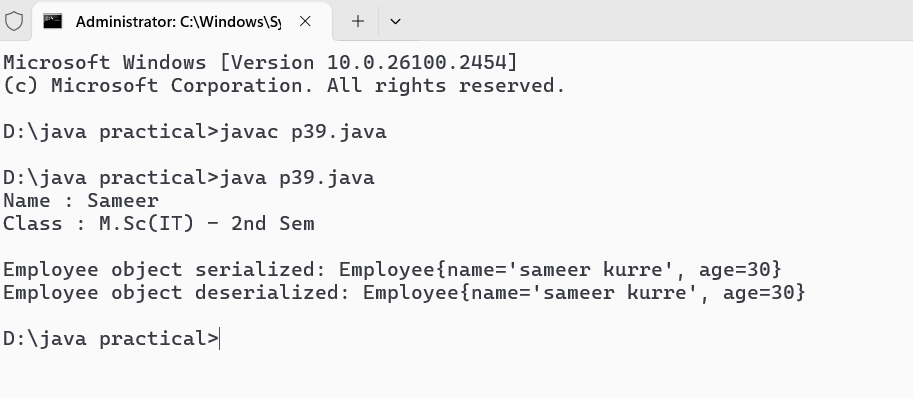 Administrator: C:\Windows\Sy
Microsoft Windows [Version 10.0.26100.2454]
(c) Microsoft Corporation. All rights reserved.
D:\java practical>javac p39.java
D:\java practical>java p39.java
Name : Sameer
Class : M.Sc(IT) - 2nd Sem
Employee object serialized: Employee{name='sameer kurre', age=30}
Employee object deserialized: Employee{name='sameer kurre', age=30}
D:\java practical>